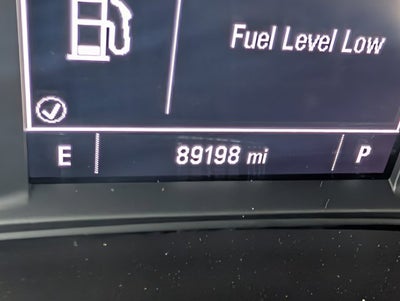 Fuel Level Low
E 89198 mi P